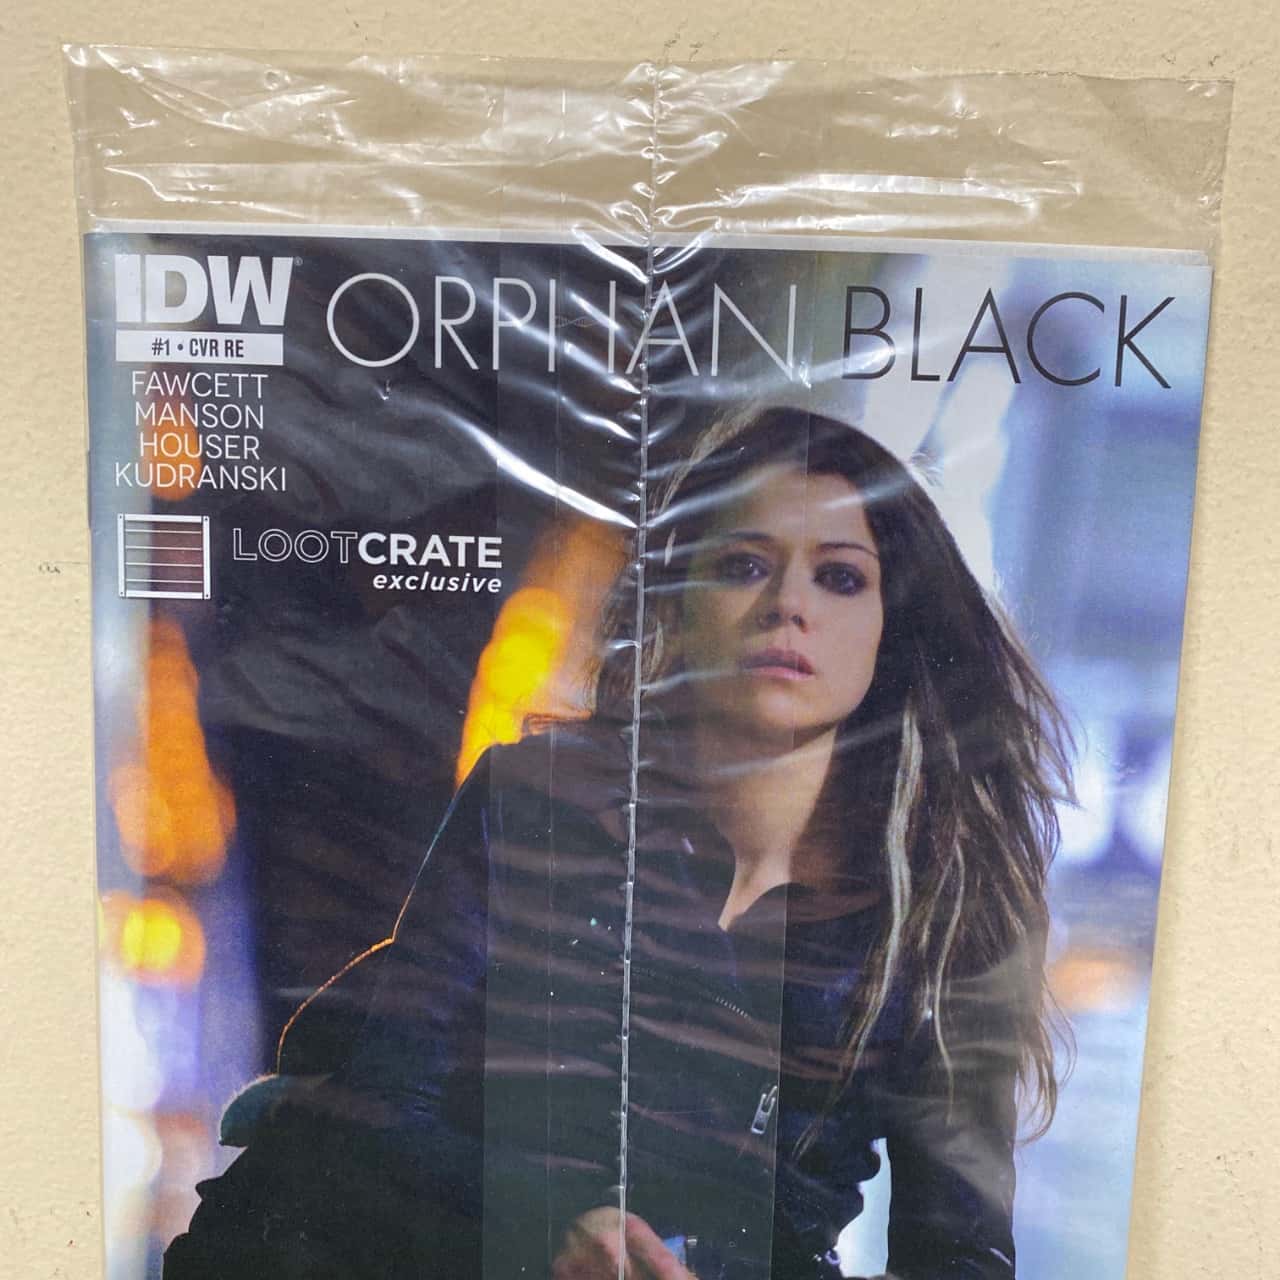 IDW®
#1 • CVR RE
ORPHAN BLACK
FAWCETT
MANSON
HOUSER
KUDRANSKI
LOOTCRATE
exclusive